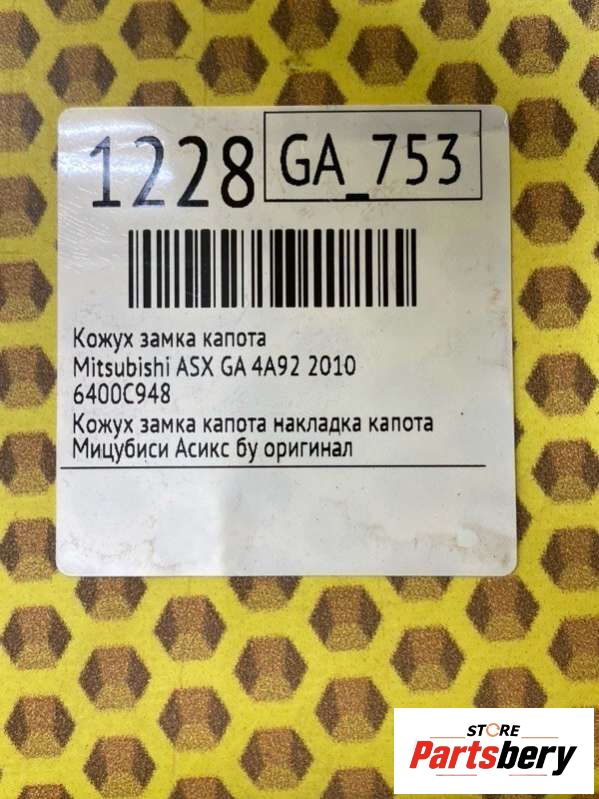 1228 GA_753
Кожух замка капота
Mitsubishi ASX GA 4A92 2010
6400C948
Кожух замка капота накладка капота
Мицубиси Асикс бу оригинал
STORE
Partsbery